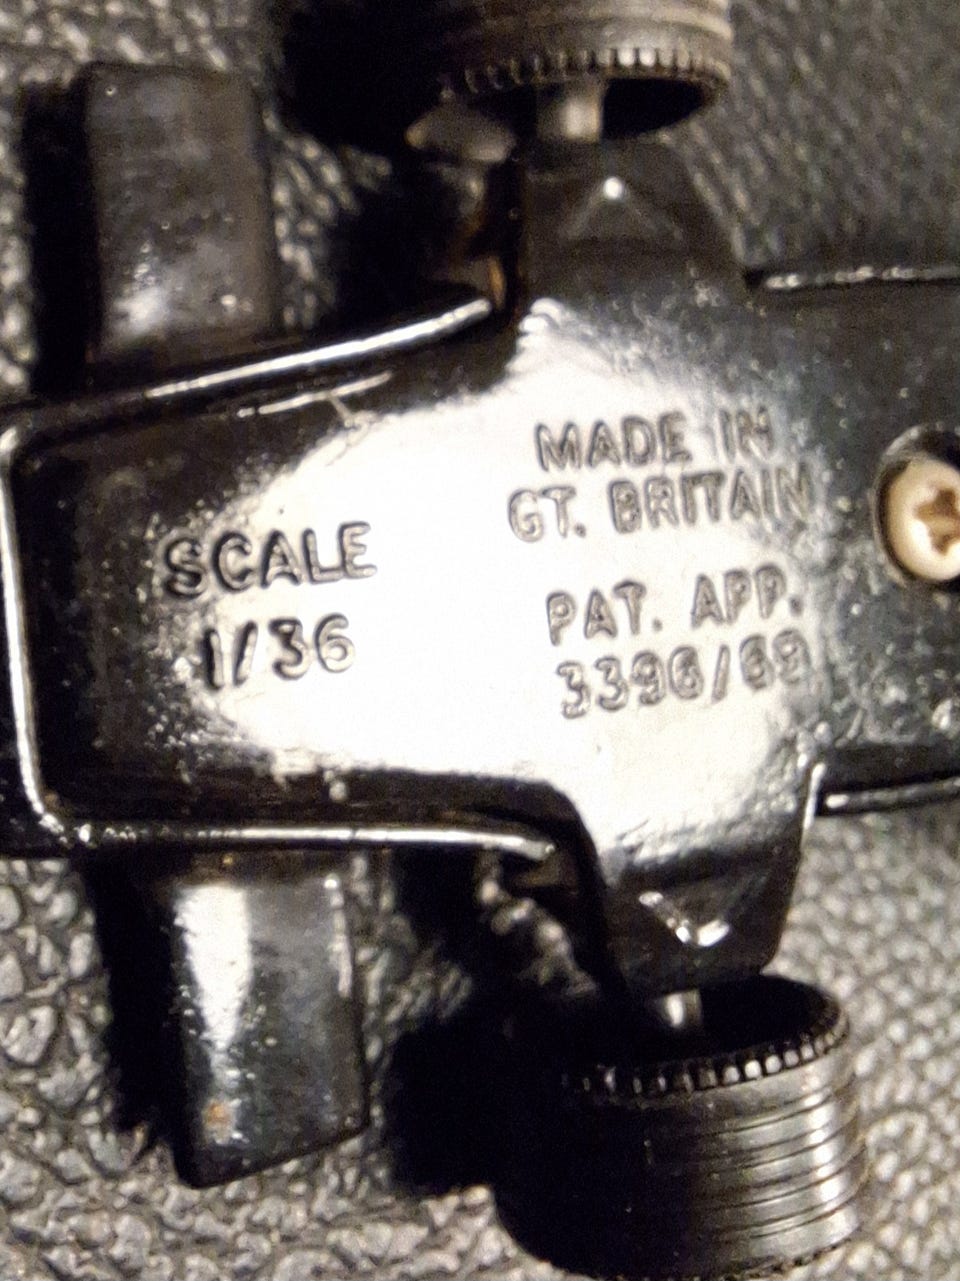 SCALE
1/36
MADE IN
GT. BRITAIN
PAT. APP.
3396/69